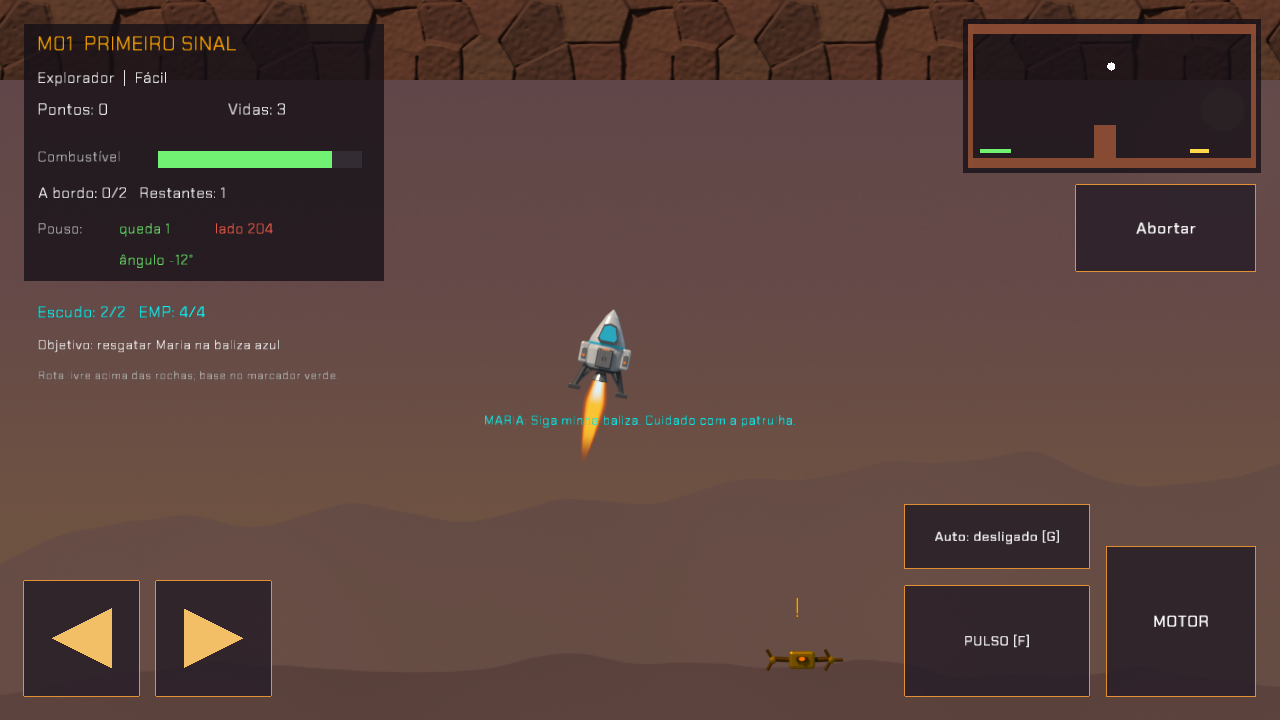 M01 PRIMEIRO SINAL
Explorador | Fácil
Pontos: 0 Vidas: 3
Combustível
A bordo: 0/2 Restantes: 1
Pouso: queda 1 lado 204
ângulo -12°
Escudo: 2/2 EMP: 4/4
Objetivo: resgatar Maria na baliza azul
Rota livre acima das rochas, base no marcador verde.
MARIA: Siga minha baliza. Cuidado com a patrulha.
Abortar
Auto: desligado [G]
!
PULSO [F]
MOTOR